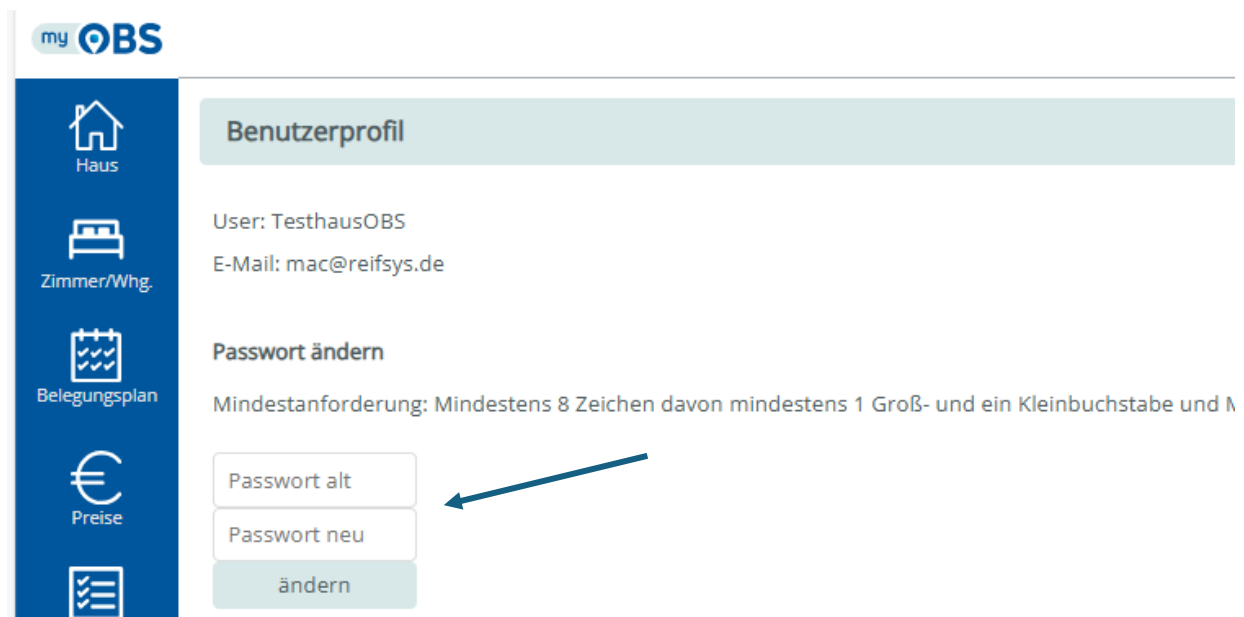 my OBS
Haus
Zimmer/Whg.
Belegungsplan
Preise
Benutzerprofil
User: TesthausOBS
E-Mail: mac@reifsys.de
Passwort ändern
Mindestanforderung: Mindestens 8 Zeichen davon mindestens 1 Groß- und ein Kleinbuchstabe und
Passwort alt
Passwort neu
ändern